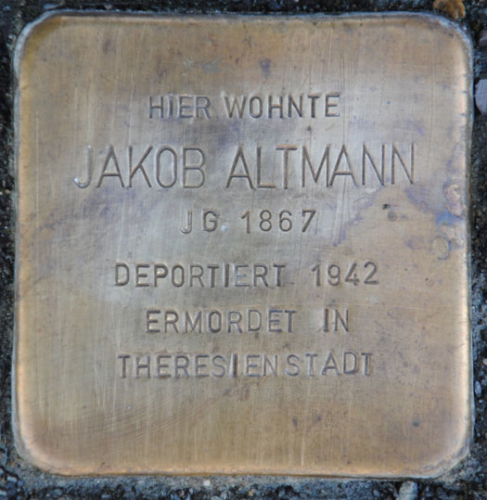 HIER WOHNTE
JAKOB ALTMANN
JG. 1867
DEPORTIERT 1942
ERMORDET IN
THERESIENSTADT